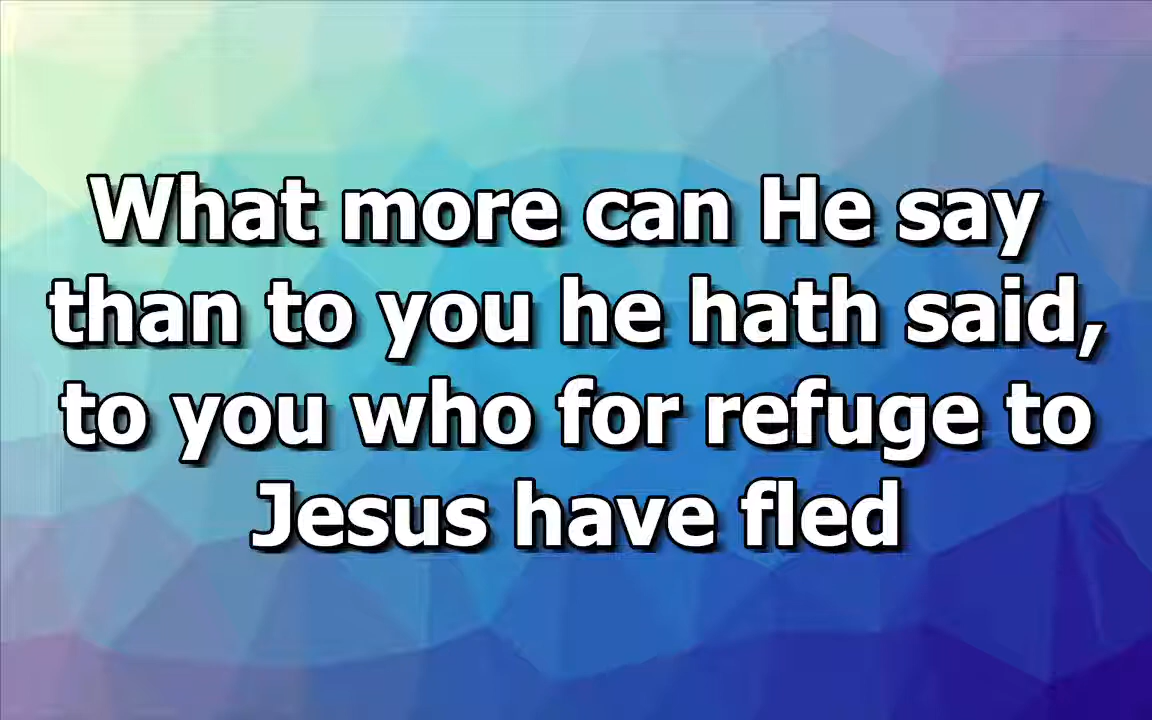 What more can He say
than to you he hath said,
to you who for refuge to
Jesus have fled